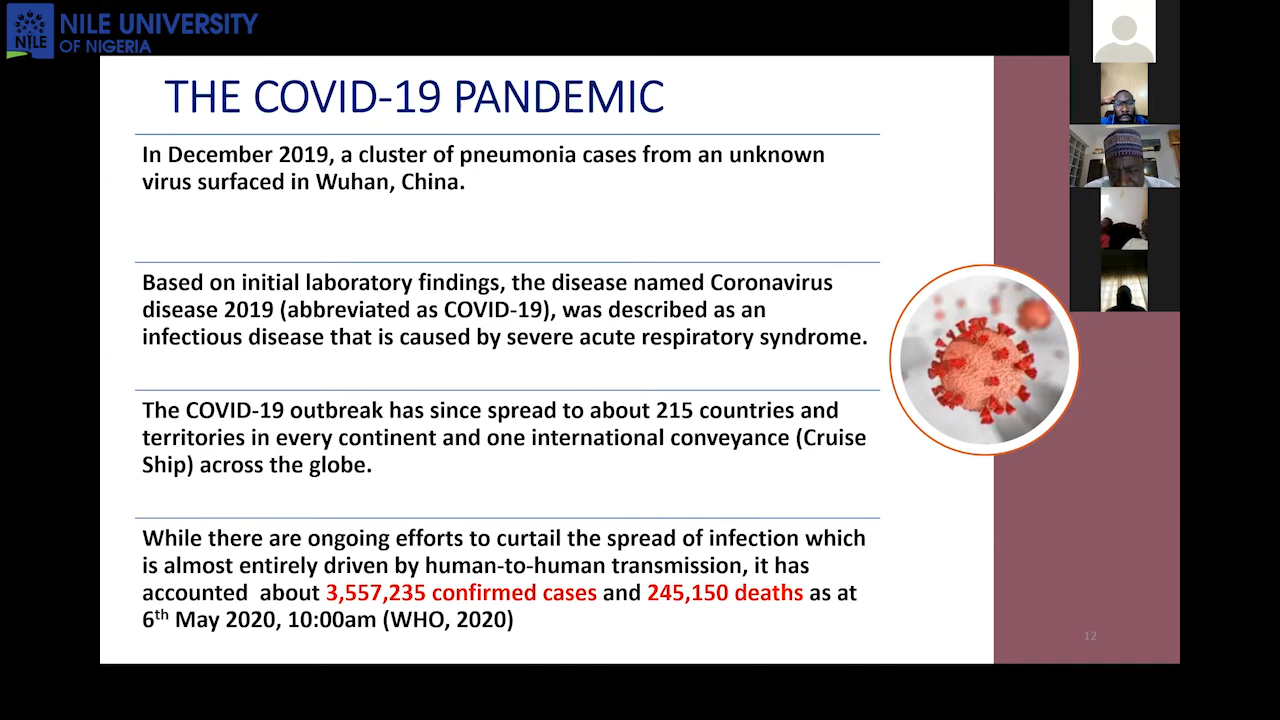 NILE UNIVERSITY
OF NIGERIA
NILE
THE COVID-19 PANDEMIC
In December 2019, a cluster of pneumonia cases from an unknown
virus surfaced in Wuhan, China.
Based on initial laboratory findings, the disease named Coronavirus
disease 2019 (abbreviated as COVID-19), was described as an
infectious disease that is caused by severe acute respiratory syndrome.
The COVID-19 outbreak has since spread to about 215 countries and
territories in every continent and one international conveyance (Cruise
Ship) across the globe.
While there are ongoing efforts to curtail the spread of infection which
is almost entirely driven by human-to-human transmission, it has
accounted  about 3,557,235 confirmed cases and 245,150 deaths as at
6th May 2020, 10:00am (WHO, 2020)
12